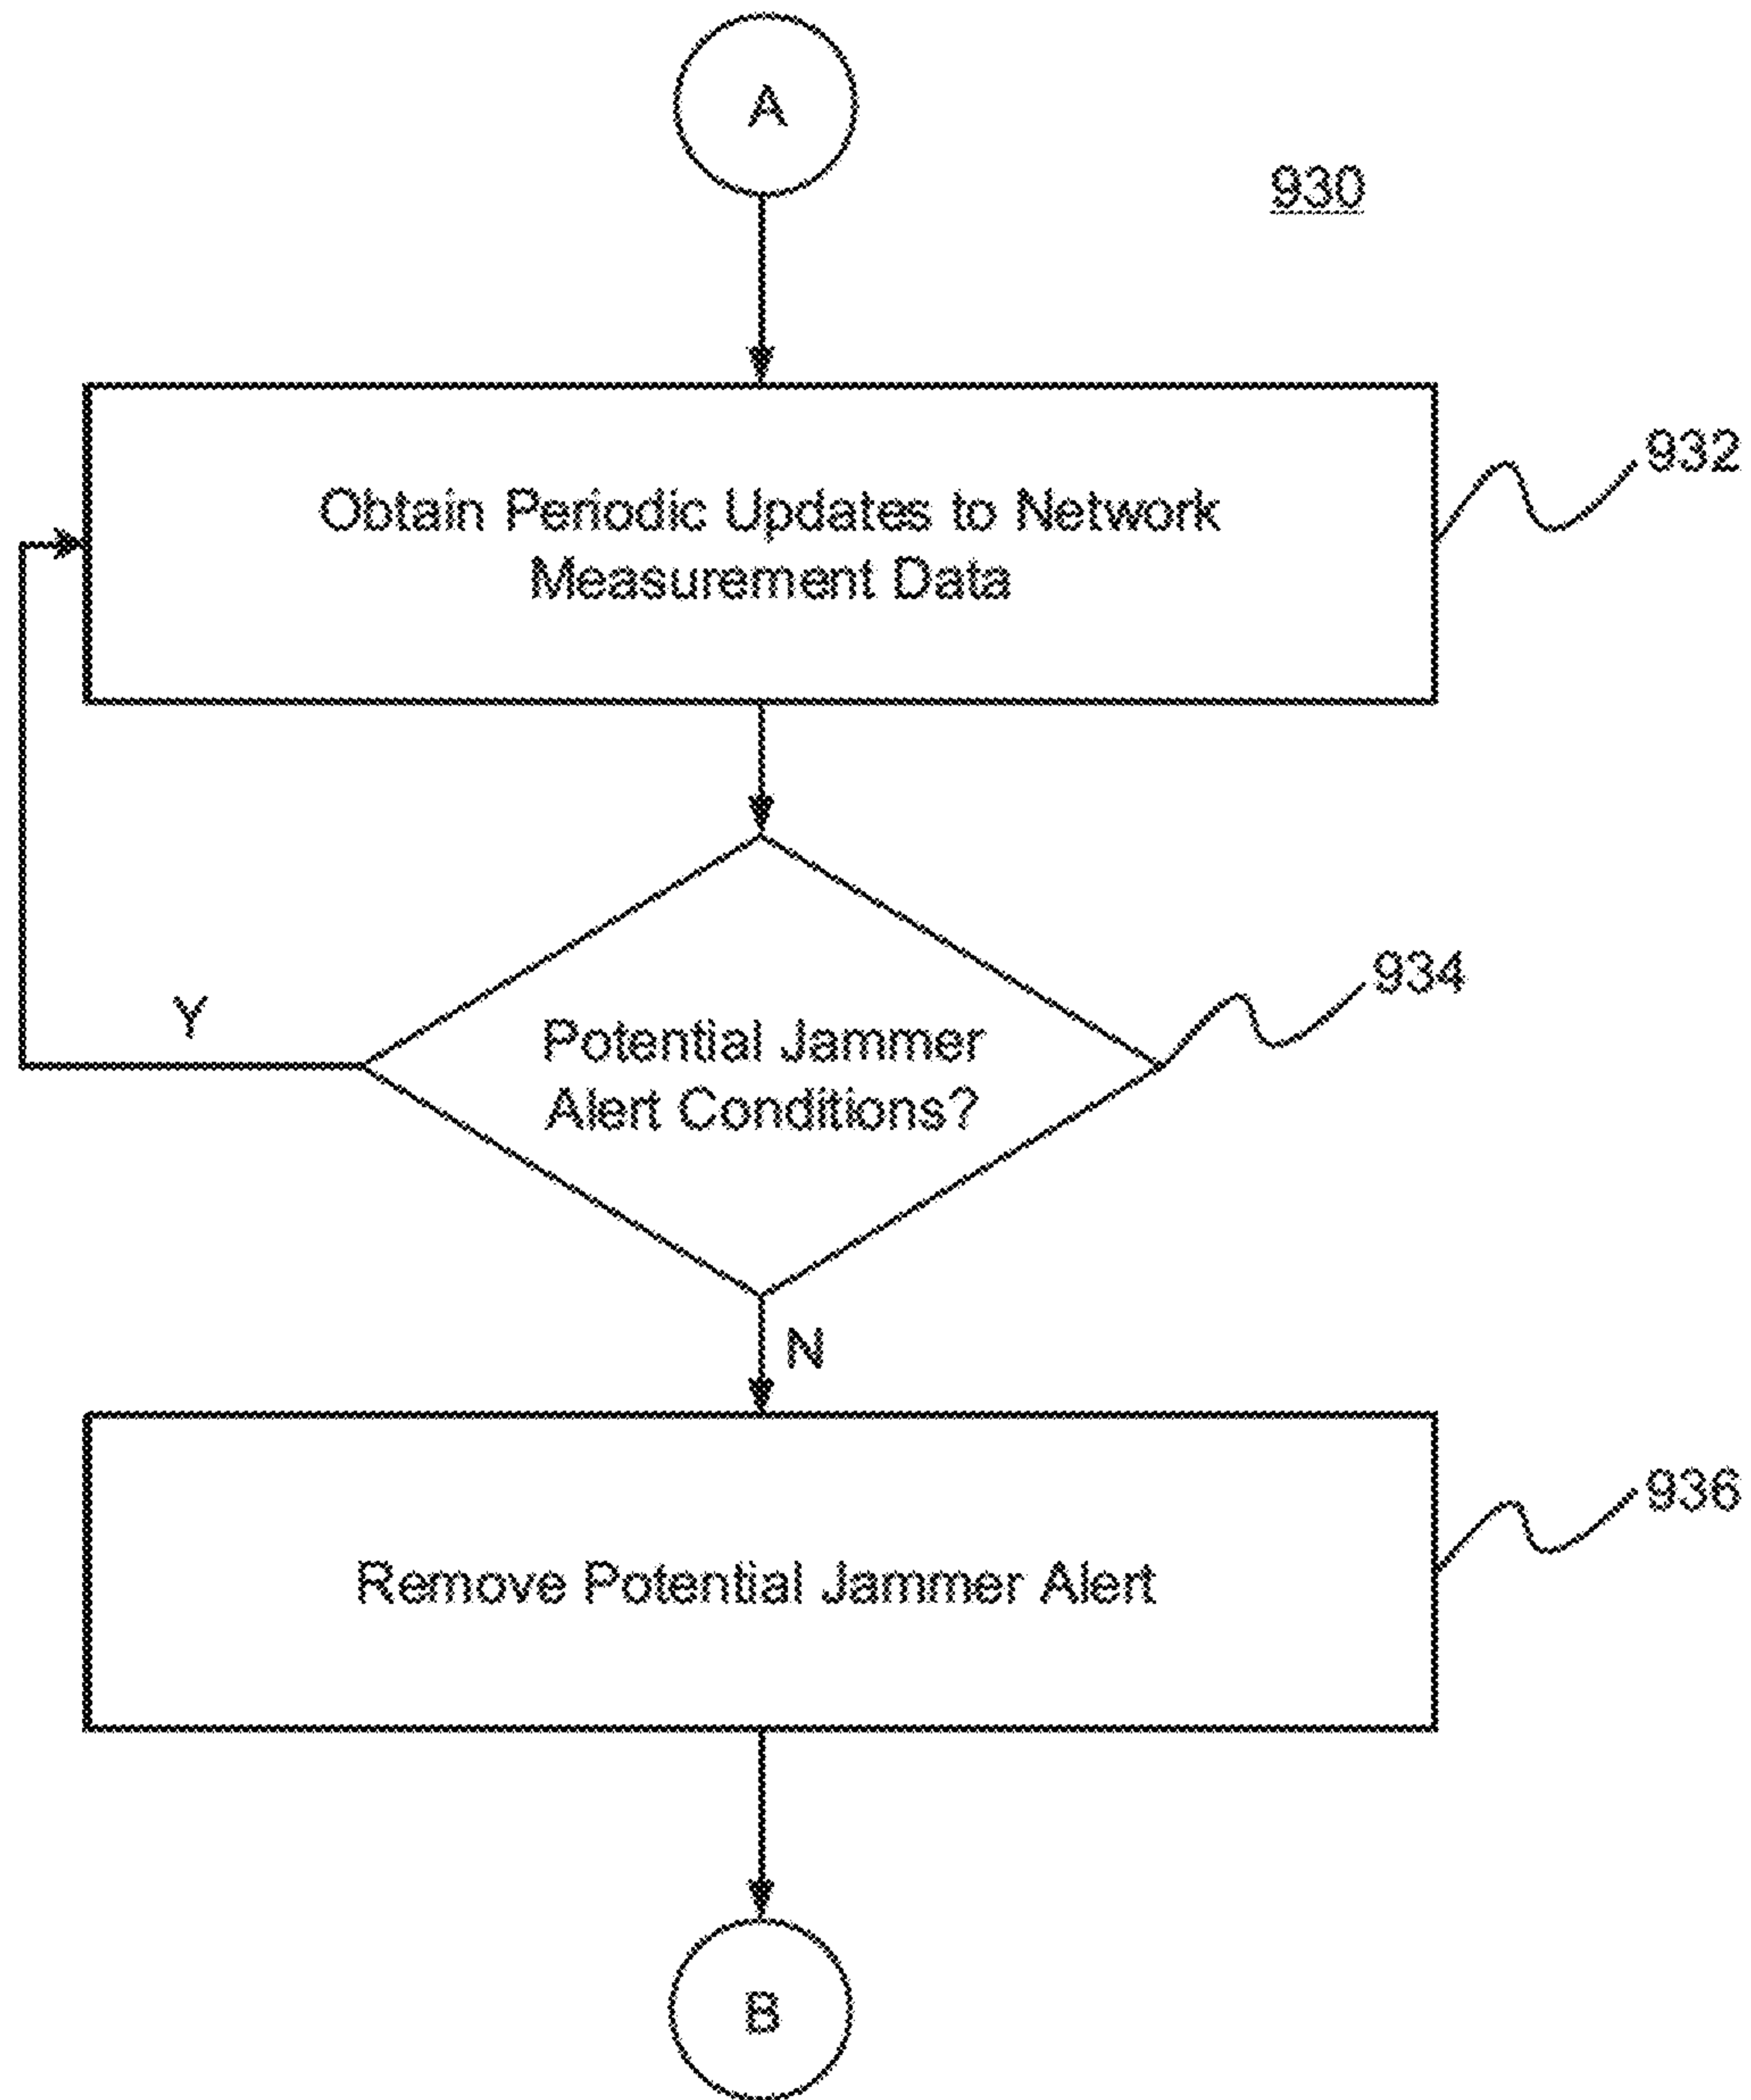 A
930
932
Obtain Periodic Updates to Network
Measurement Data
934
Y
Potential Jammer
Alert Conditions?
N
936
Remove Potential Jammer Alert
B